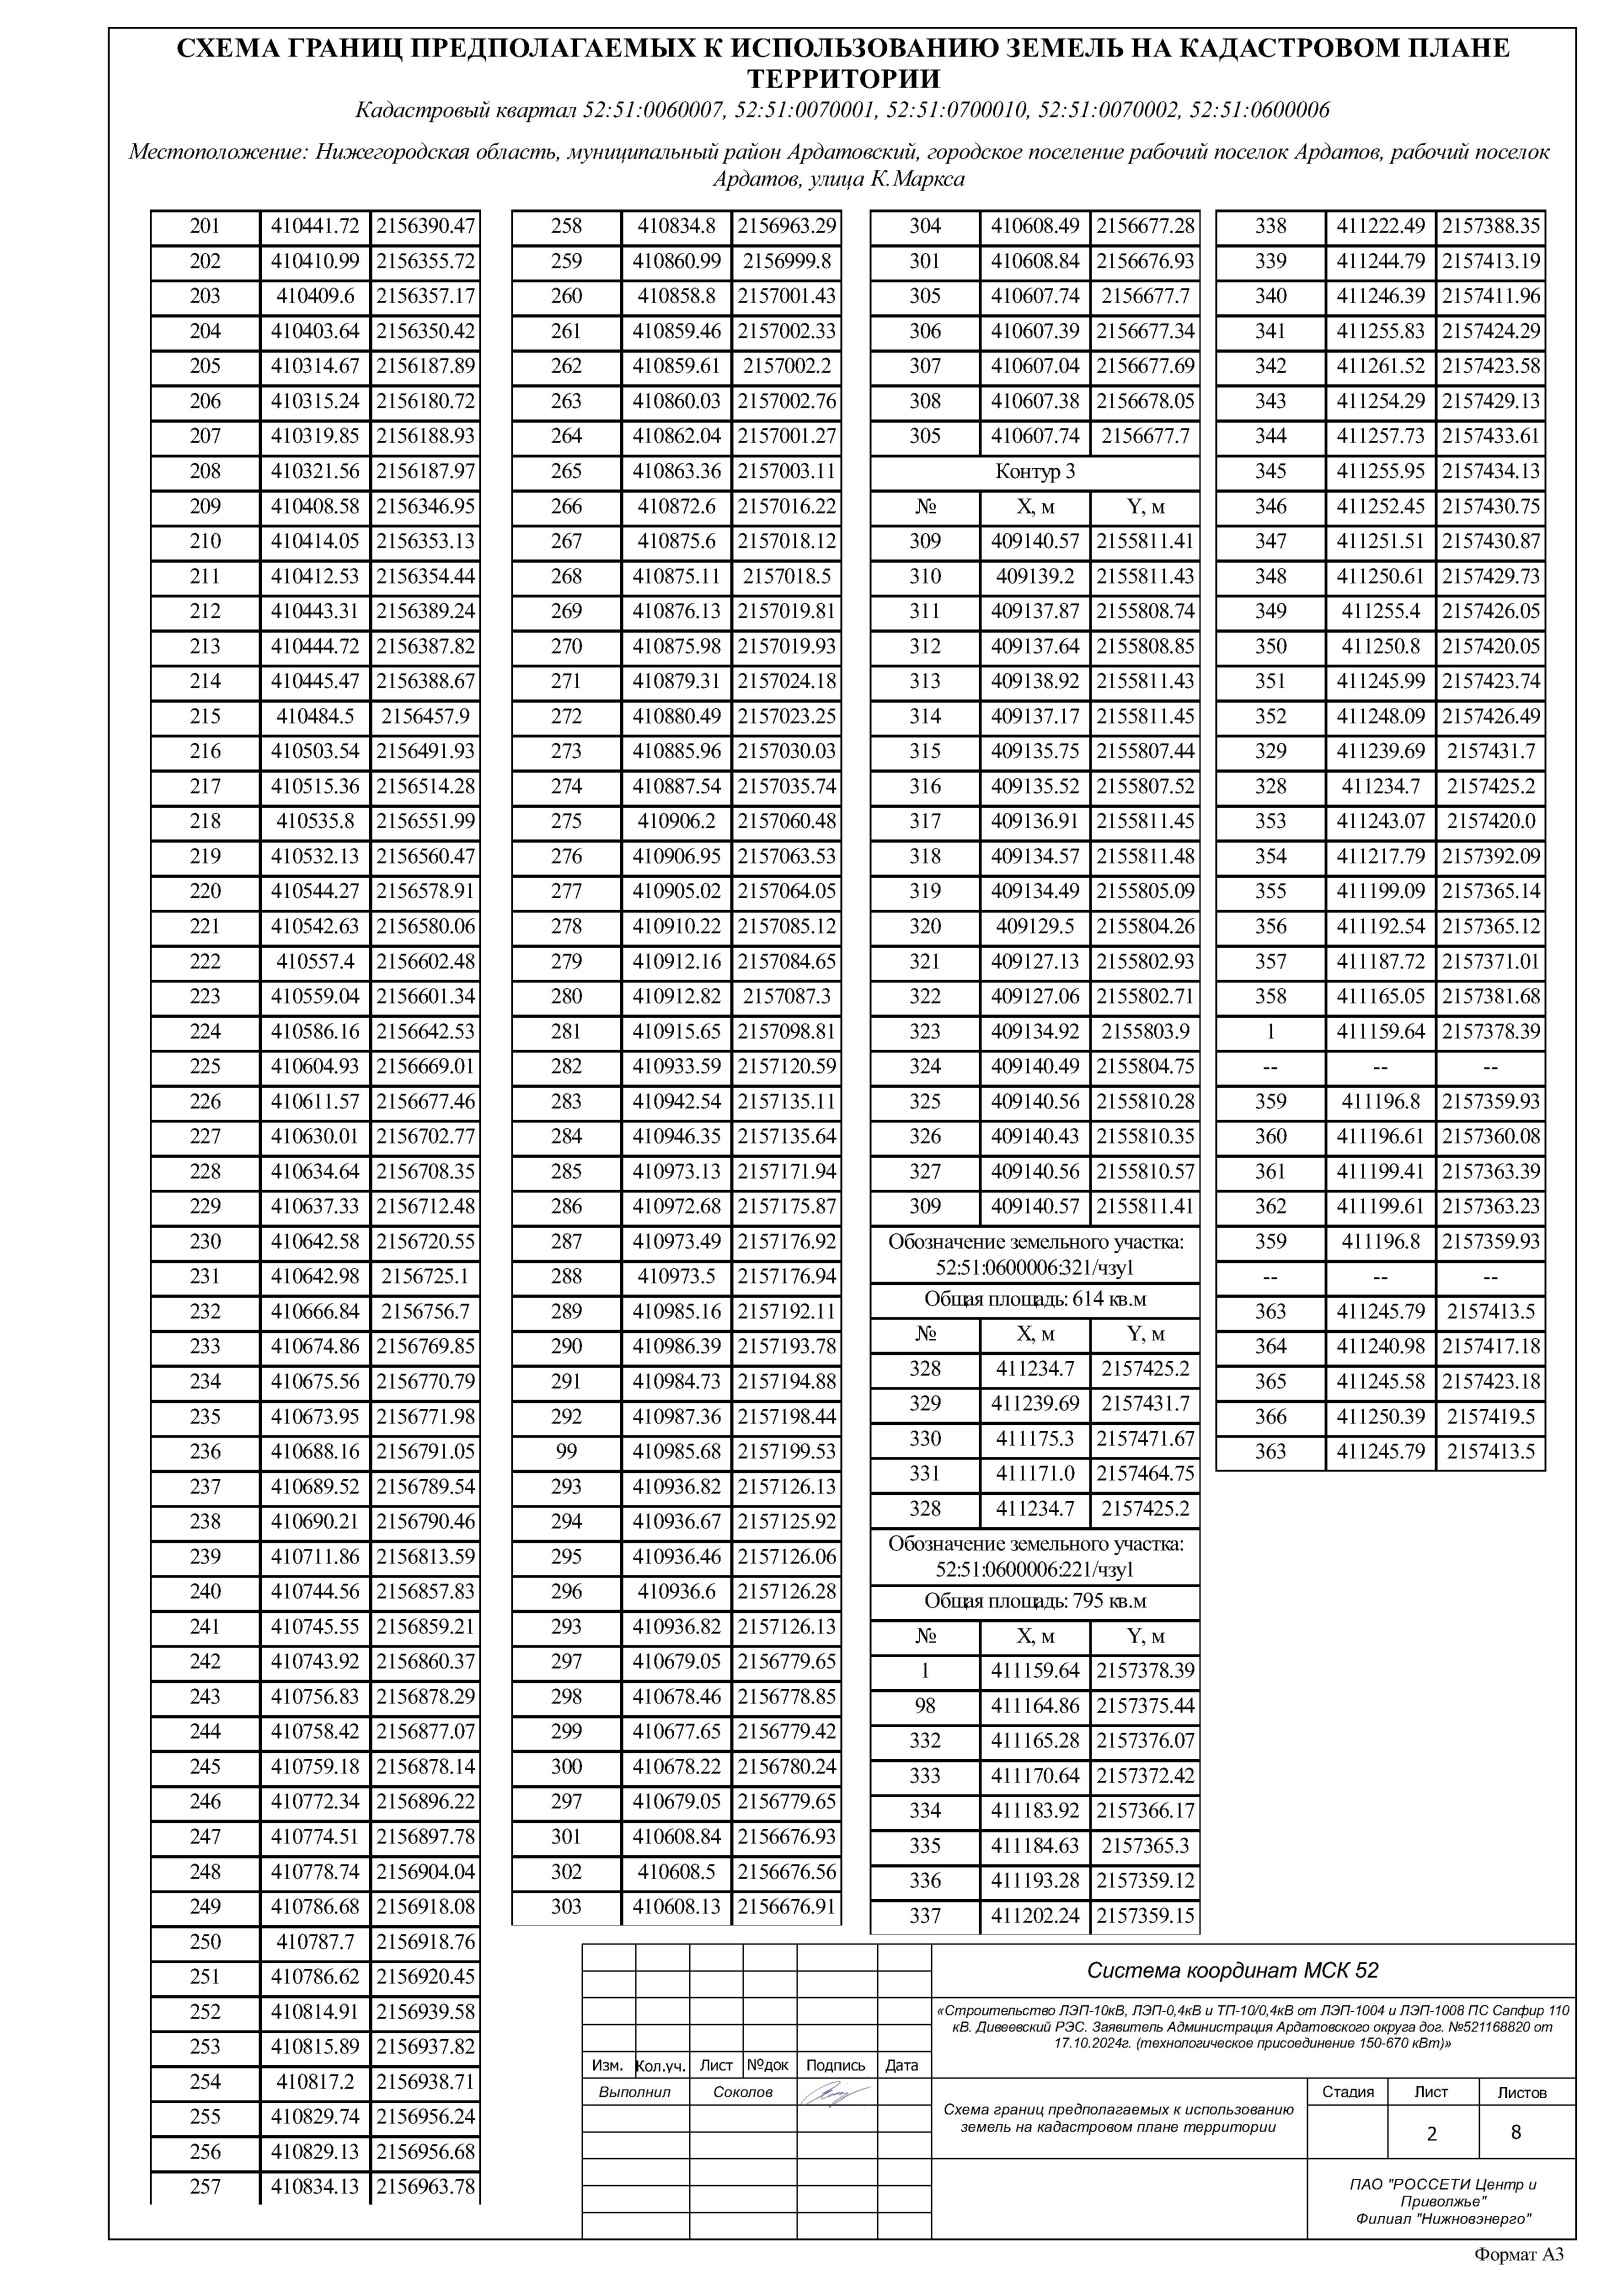 СХЕМА ГРАНИЦ ПРЕДПОЛАГАЕМЫХ К ИСПОЛЬЗОВАНИЮ ЗЕМЕЛЬ НА КАДАСТРОВОМ ПЛАНЕ
ТЕРРИТОРИИ
Кадастровый квартал 52:51:0060007, 52:51:0070001, 52:51:0700010, 52:51:0070002, 52:51:0600006
Местоположение: Нижегородская область, муниципальный район Ардатовский, городское поселение рабочий поселок Ардатов, рабочий поселок
Ардатов, улица К.Маркса
201 410441.72 2156390.47
202 410410.99 2156355.72
203 410409.6 2156357.17
204 410403.64 2156350.42
205 410314.67 2156187.89
206 410315.24 2156180.72
207 410319.85 2156188.93
208 410321.56 2156187.97
209 410408.58 2156346.95
210 410414.05 2156353.13
211 410412.53 2156354.44
212 410443.31 2156389.24
213 410444.72 2156387.82
214 410445.47 2156388.67
215 410484.5 2156457.9
216 410503.54 2156491.93
217 410515.36 2156514.28
218 410535.8 2156551.99
219 410532.13 2156560.47
220 410544.27 2156578.91
221 410542.63 2156580.06
222 410557.4 2156602.48
223 410559.04 2156601.34
224 410586.16 2156642.53
225 410604.93 2156669.01
226 410611.57 2156677.46
227 410630.01 2156702.77
228 410634.64 2156708.35
229 410637.33 2156712.48
230 410642.58 2156720.55
231 410642.98 2156725.1
232 410666.84 2156756.7
233 410674.86 2156769.85
234 410675.56 2156770.79
235 410673.95 2156771.98
236 410688.16 2156791.05
237 410689.52 2156789.54
238 410690.21 2156790.46
239 410711.86 2156813.59
240 410744.56 2156857.83
241 410745.55 2156859.21
242 410743.92 2156860.37
243 410756.83 2156878.29
244 410758.42 2156877.07
245 410759.18 2156878.14
246 410772.34 2156896.22
247 410774.51 2156897.78
248 410778.74 2156904.04
249 410786.68 2156918.08
250 410787.7 2156918.76
251 410786.62 2156920.45
252 410814.91 2156939.58
253 410815.89 2156937.82
254 410817.2 2156938.71
255 410829.74 2156956.24
256 410829.13 2156956.68
257 410834.13 2156963.78
258 410834.8 2156963.29
259 410860.99 2156999.8
260 410858.8 2157001.43
261 410859.46 2157002.33
262 410859.61 2157002.2
263 410860.03 2157002.76
264 410862.04 2157001.27
265 410863.36 2157003.11
266 410872.6 2157016.22
267 410875.6 2157018.12
268 410875.11 2157018.5
269 410876.13 2157019.81
270 410875.98 2157019.93
271 410879.31 2157024.18
272 410880.49 2157023.25
273 410885.96 2157030.03
274 410887.54 2157035.74
275 410906.2 2157060.48
276 410906.95 2157063.53
277 410905.02 2157064.05
278 410910.22 2157085.12
279 410912.16 2157084.65
280 410912.82 2157087.3
281 410915.65 2157098.81
282 410933.59 2157120.59
283 410942.54 2157135.11
284 410946.35 2157135.64
285 410973.13 2157171.94
286 410972.68 2157175.87
287 410973.49 2157176.92
288 410973.5 2157176.94
289 410985.16 2157192.11
290 410986.39 2157193.78
291 410984.73 2157194.88
292 410987.36 2157198.44
99 410985.68 2157199.53
293 410936.82 2157126.13
294 410936.67 2157125.92
295 410936.46 2157126.06
296 410936.6 2157126.28
293 410936.82 2157126.13
297 410679.05 2156779.65
298 410678.46 2156778.85
299 410677.65 2156779.42
300 410678.22 2156780.24
297 410679.05 2156779.65
301 410608.84 2156676.93
302 410608.5 2156676.56
303 410608.13 2156676.91
304 410608.49 2156677.28
301 410608.84 2156676.93
305 410607.74 2156677.7
306 410607.39 2156677.34
307 410607.04 2156677.69
308 410607.38 2156678.05
305 410607.74 2156677.7
Контур 3
№ X, м Y, м
309 409140.57 2155811.41
310 409139.2 2155811.43
311 409137.87 2155808.74
312 409137.64 2155808.85
313 409138.92 2155811.43
314 409137.17 2155811.45
315 409135.75 2155807.44
316 409135.52 2155807.52
317 409136.91 2155811.45
318 409134.57 2155811.48
319 409134.49 2155805.09
320 409129.5 2155804.26
321 409127.13 2155802.93
322 409127.06 2155802.71
323 409134.92 2155803.9
324 409140.49 2155804.75
325 409140.56 2155810.28
326 409140.43 2155810.35
327 409140.56 2155810.57
309 409140.57 2155811.41
Обозначение земельного участка:
52:51:0600006:321/чзу1
Общая площадь: 614 кв.м
№ X, м Y, м
328 411234.7 2157425.2
329 411239.69 2157431.7
330 411175.3 2157471.67
331 411171.0 2157464.75
328 411234.7 2157425.2
Обозначение земельного участка:
52:51:0600006:221/чзу1
Общая площадь: 795 кв.м
№ X, м Y, м
1 411159.64 2157378.39
98 411164.86 2157375.44
332 411165.28 2157376.07
333 411170.64 2157372.42
334 411183.92 2157366.17
335 411184.63 2157365.3
336 411193.28 2157359.12
337 411202.24 2157359.15
338 411222.49 2157388.35
339 411244.79 2157413.19
340 411246.39 2157411.96
341 411255.83 2157424.29
342 411261.52 2157423.58
343 411254.29 2157429.13
344 411257.73 2157433.61
345 411255.95 2157434.13
346 411252.45 2157430.75
347 411251.51 2157430.87
348 411250.61 2157429.73
349 411255.4 2157426.05
350 411250.8 2157420.05
351 411245.99 2157423.74
352 411248.09 2157426.49
329 411239.69 2157431.7
328 411234.7 2157425.2
353 411243.07 2157420.0
354 411217.79 2157392.09
355 411199.09 2157365.14
356 411192.54 2157365.12
357 411187.72 2157371.01
358 411165.05 2157381.68
1 411159.64 2157378.39
-- -- --
359 411196.8 2157359.93
360 411196.61 2157360.08
361 411199.41 2157363.39
362 411199.61 2157363.23
359 411196.8 2157359.93
-- -- --
363 411245.79 2157413.5
364 411240.98 2157417.18
365 411245.58 2157423.18
366 411250.39 2157419.5
363 411245.79 2157413.5
Система координат МСК 52
«Строительство ЛЭП-10кВ, ЛЭП-0,4кВ и ТП-10/0,4кВ от ЛЭП-1004 и ЛЭП-1008 ПС Сапфир 110
кВ. Дивеевский РЭС. Заявитель Администрация Ардатовского округа дог. №521168820 от
17.10.2024г. (технологическое присоединение 150-670 кВт)»
Изм. Кол.уч. Лист №док Подпись Дата
Выполнил Соколов
Схема границ предполагаемых к использованию
земель на кадастровом плане территории
Стадия Лист Листов
2 8
ПАО "РОССЕТИ Центр и
Приволжье"
Филиал "Нижновэнерго"
Формат А3